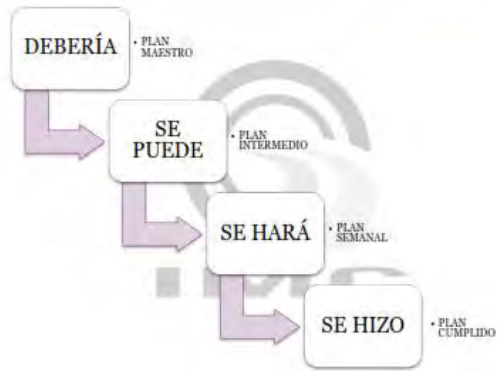 DEBERÍA
• PLAN
MAESTRO
SE
PUEDE
• PLAN
INTERMEDIO
SE HARÁ
• PLAN
SEMANAL
SE HIZO
• PLAN
CUMPLIDO